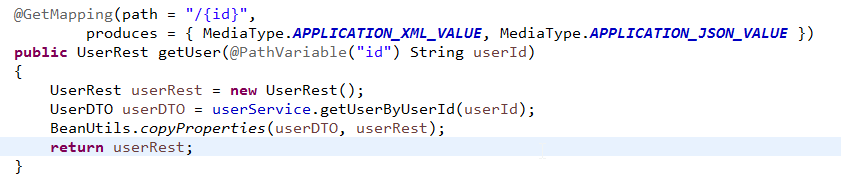 @GetMapping(path = "/{id}",
produces = { MediaType.APPLICATION_XML_VALUE, MediaType.APPLICATION_JSON_VALUE })
public UserRest getUser(@PathVariable("id") String userId)
{
UserRest userRest = new UserRest();
UserDTO userDTO = userService.getUserByUserId(userId);
BeanUtils.copyProperties(userDTO, userRest);
return userRest;
}